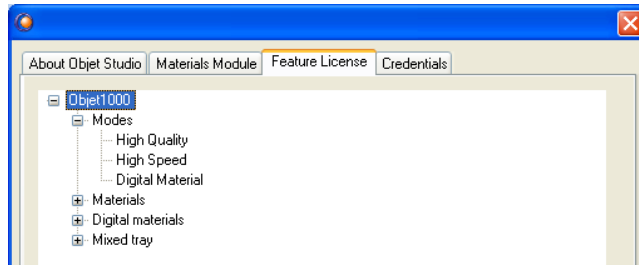 About Objet Studio Materials Module Feature License Credentials
Objet1000
Modes
High Quality
High Speed
Digital Material
Materials
Digital materials
Mixed tray